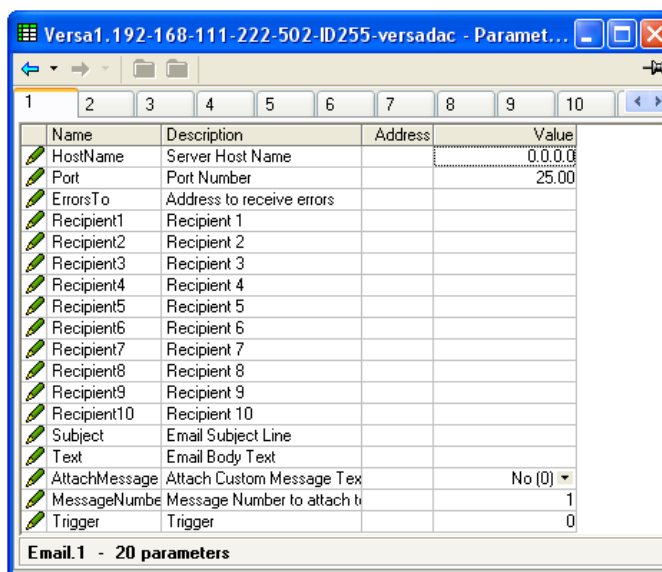 Versa1.192-168-111-222-502-ID255-versadac - Paramet...
1 2 3 4 5 6 7 8 9 10
Name Description Address Value
HostName Server Host Name 0.0.0.0
Port Port Number 25.00
ErrorsTo Address to receive errors
Recipient1 Recipient 1
Recipient2 Recipient 2
Recipient3 Recipient 3
Recipient4 Recipient 4
Recipient5 Recipient 5
Recipient6 Recipient 6
Recipient7 Recipient 7
Recipient8 Recipient 8
Recipient9 Recipient 9
Recipient10 Recipient 10
Subject Email Subject Line
Text Email Body Text
AttachMessage Attach Custom Message Tex No (0)
MessageNumbe Message Number to attach t 1
Trigger Trigger 0
Email.1 - 20 parameters